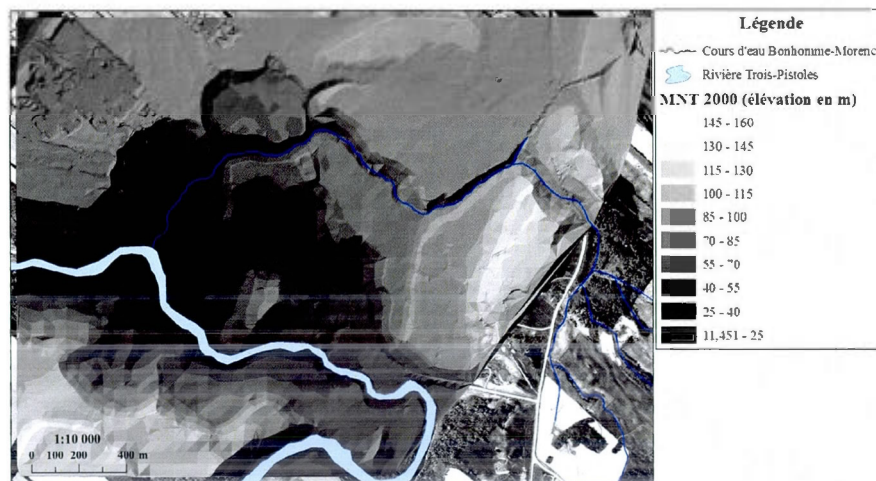 Légende
Cours d'eau Bonhomme-Morenc
Rivière Trois-Pistoles
MNT 2000 (élévation en m)
145 - 160
130 - 145
115 - 130
100 - 115
85 - 100
70 - 85
55 - 70
40 - 55
25 - 40
11,451 - 25
1:10 000
0 100 200 400 m